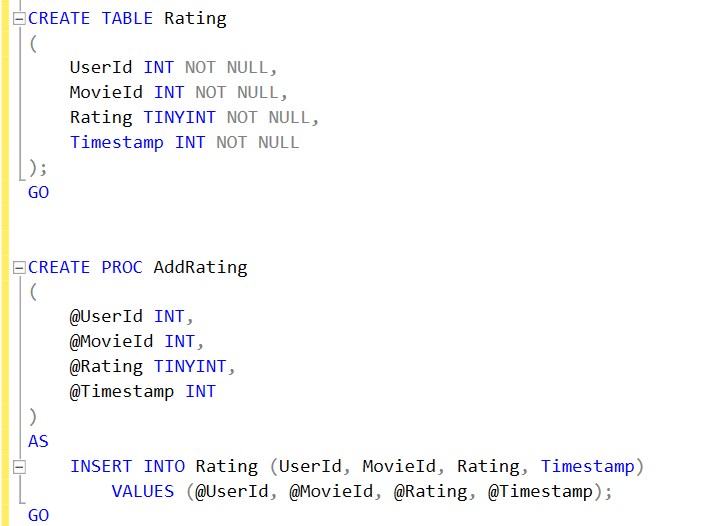 CREATE TABLE Rating
(
    UserId INT NOT NULL,
    MovieId INT NOT NULL,
    Rating TINYINT NOT NULL,
    Timestamp INT NOT NULL
);
GO
CREATE PROC AddRating
(
    @UserId INT,
    @MovieId INT,
    @Rating TINYINT,
    @Timestamp INT
)
AS
    INSERT INTO Rating (UserId, MovieId, Rating, Timestamp)
        VALUES (@UserId, @MovieId, @Rating, @Timestamp);
GO